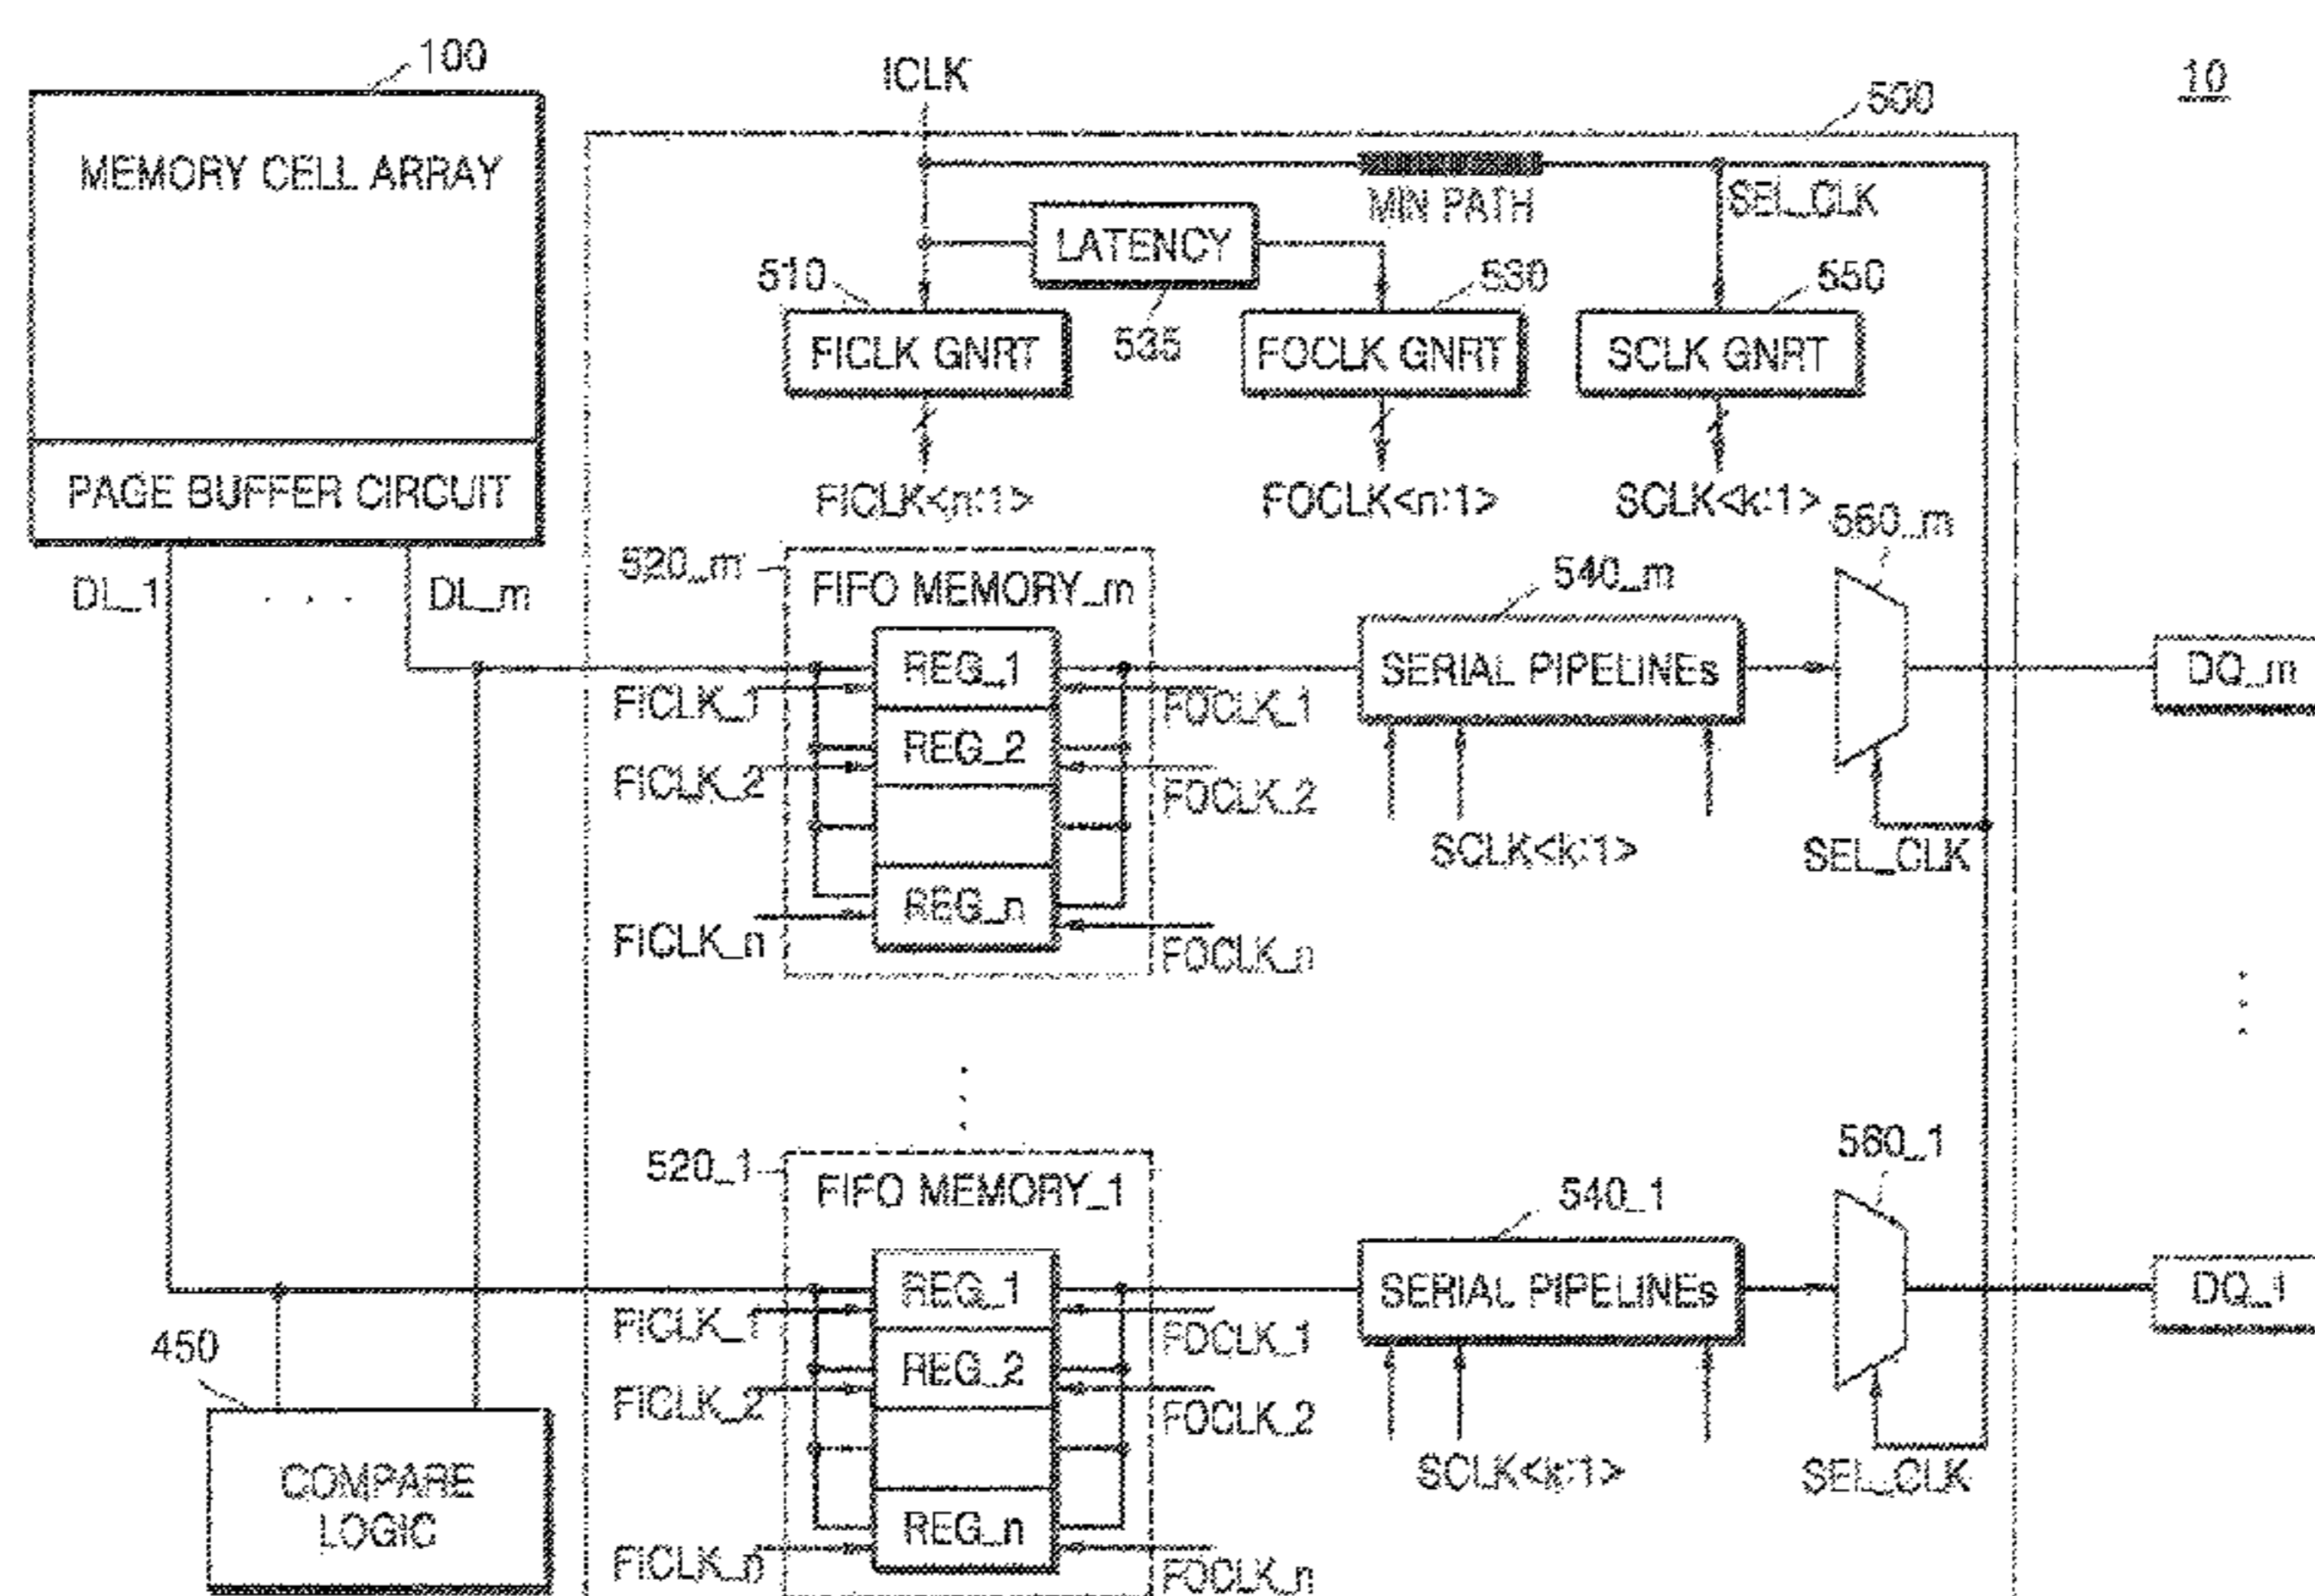 100
ICLK
10
500
MEMORY CELL ARRAY
MIN PATH
SEL_CLK
LATENCY
510
530
550
535
FICLK GNRT
FOCLK GNRT
SCLK GNRT
PAGE BUFFER CIRCUIT
FICLK<n:1>
FOCLK<n:1>
SCLK<k:1>
560_m
DL_1
. . .
DL_m
520_m
FIFO MEMORY_m
540_m
REG_1
SERIAL PIPELINEs
DQ_m
FICLK_1
FOCLK_1
REG_2
FICLK_2
FOCLK_2
SCLK<k:1>
SEL_CLK
REG_n
FICLK_n
FOCLK_n
520_1
FIFO MEMORY_1
540_1
560_1
REG_1
SERIAL PIPELINEs
DQ_1
FICLK_1
FOCLK_1
450
REG_2
FICLK_2
FOCLK_2
COMPARE
LOGIC
SCLK<k:1>
SEL_CLK
REG_n
FICLK_n
FOCLK_n